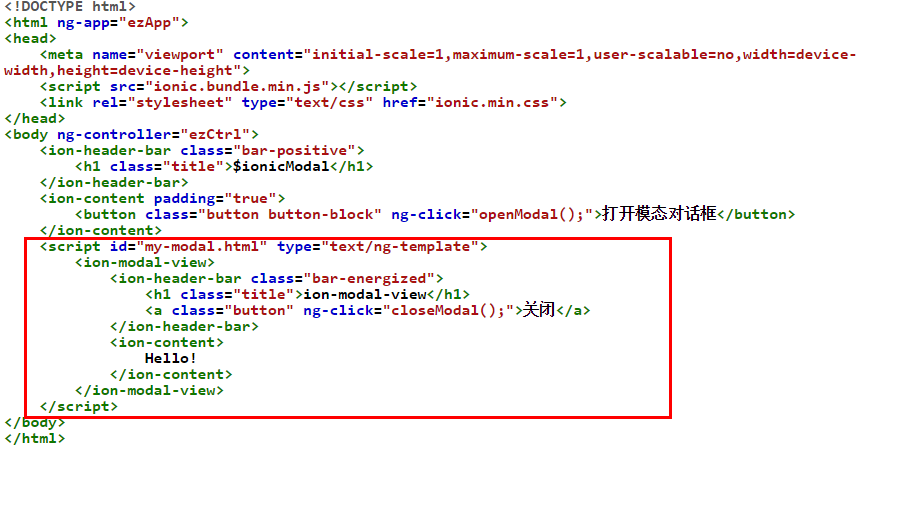 <!DOCTYPE html>
<html ng-app="ezApp">
<head>
    <meta name="viewport" content="initial-scale=1,maximum-scale=1,user-scalable=no,width=device-
width,height=device-height">
    <script src="ionic.bundle.min.js"></script>
    <link rel="stylesheet" type="text/css" href="ionic.min.css">
</head>
<body ng-controller="ezCtrl">
    <ion-header-bar class="bar-positive">
        <h1 class="title">$ionicModal</h1>
    </ion-header-bar>
    <ion-content padding="true">
        <button class="button button-block" ng-click="openModal();">打开模态对话框</button>
    </ion-content>
    <script id="my-modal.html" type="text/ng-template">
        <ion-modal-view>
            <ion-header-bar class="bar-energized">
                <h1 class="title">ion-modal-view</h1>
                <a class="button" ng-click="closeModal();">关闭</a>
            </ion-header-bar>
            <ion-content>
                Hello!
            </ion-content>
        </ion-modal-view>
    </script>
</body>
</html>